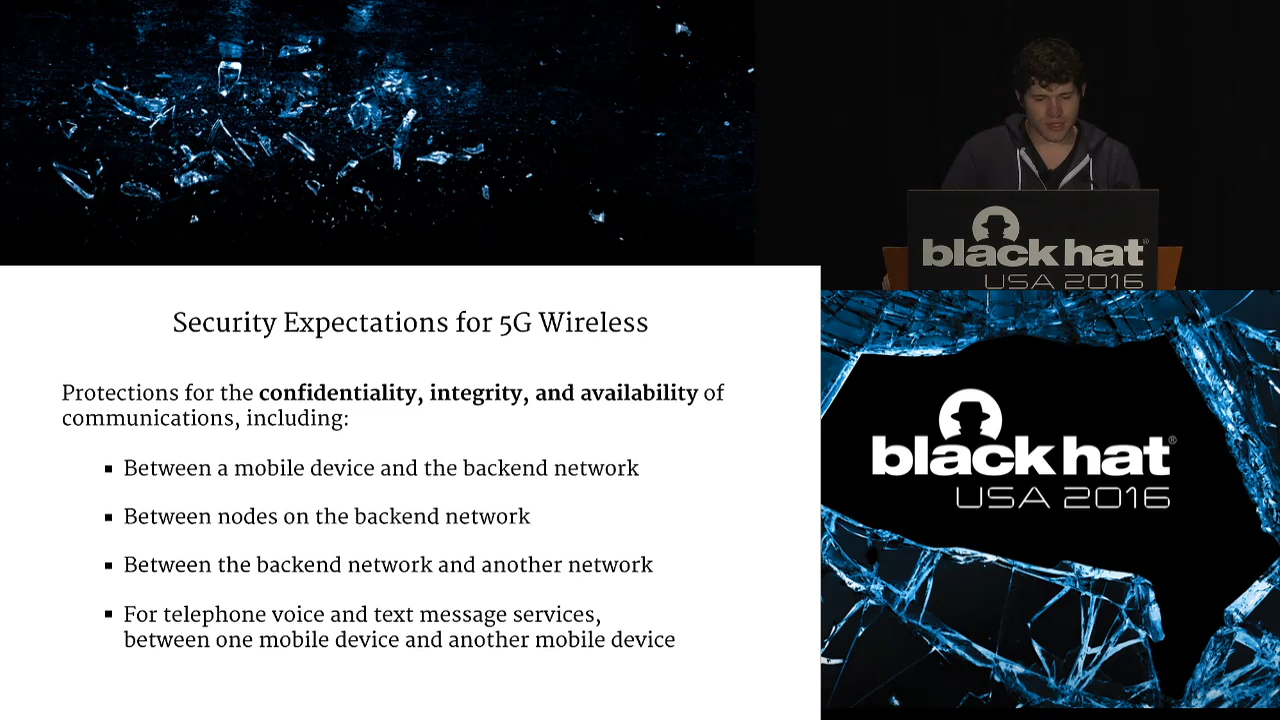 black hat®
USA 2016
Security Expectations for 5G Wireless
Protections for the confidentiality, integrity, and availability of
communications, including:
▪ Between a mobile device and the backend network
▪ Between nodes on the backend network
▪ Between the backend network and another network
▪ For telephone voice and text message services,
between one mobile device and another mobile device
black hat®
USA 2016